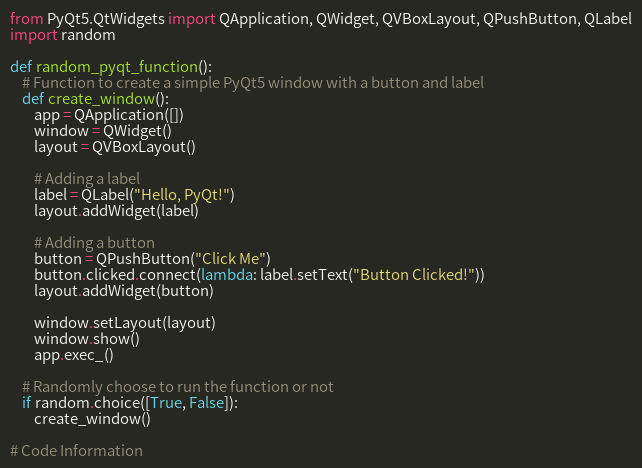 from PyQt5.QtWidgets import QApplication, QWidget, QVBoxLayout, QPushButton, QLabel
import random

def random_pyqt_function():
    # Function to create a simple PyQt5 window with a button and label
    def create_window():
        app = QApplication([])
        window = QWidget()
        layout = QVBoxLayout()

        # Adding a label
        label = QLabel("Hello, PyQt!")
        layout.addWidget(label)

        # Adding a button
        button = QPushButton("Click Me")
        button.clicked.connect(lambda: label.setText("Button Clicked!"))
        layout.addWidget(button)

        window.setLayout(layout)
        window.show()
        app.exec_()

    # Randomly choose to run the function or not
    if random.choice([True, False]):
        create_window()

# Code Information